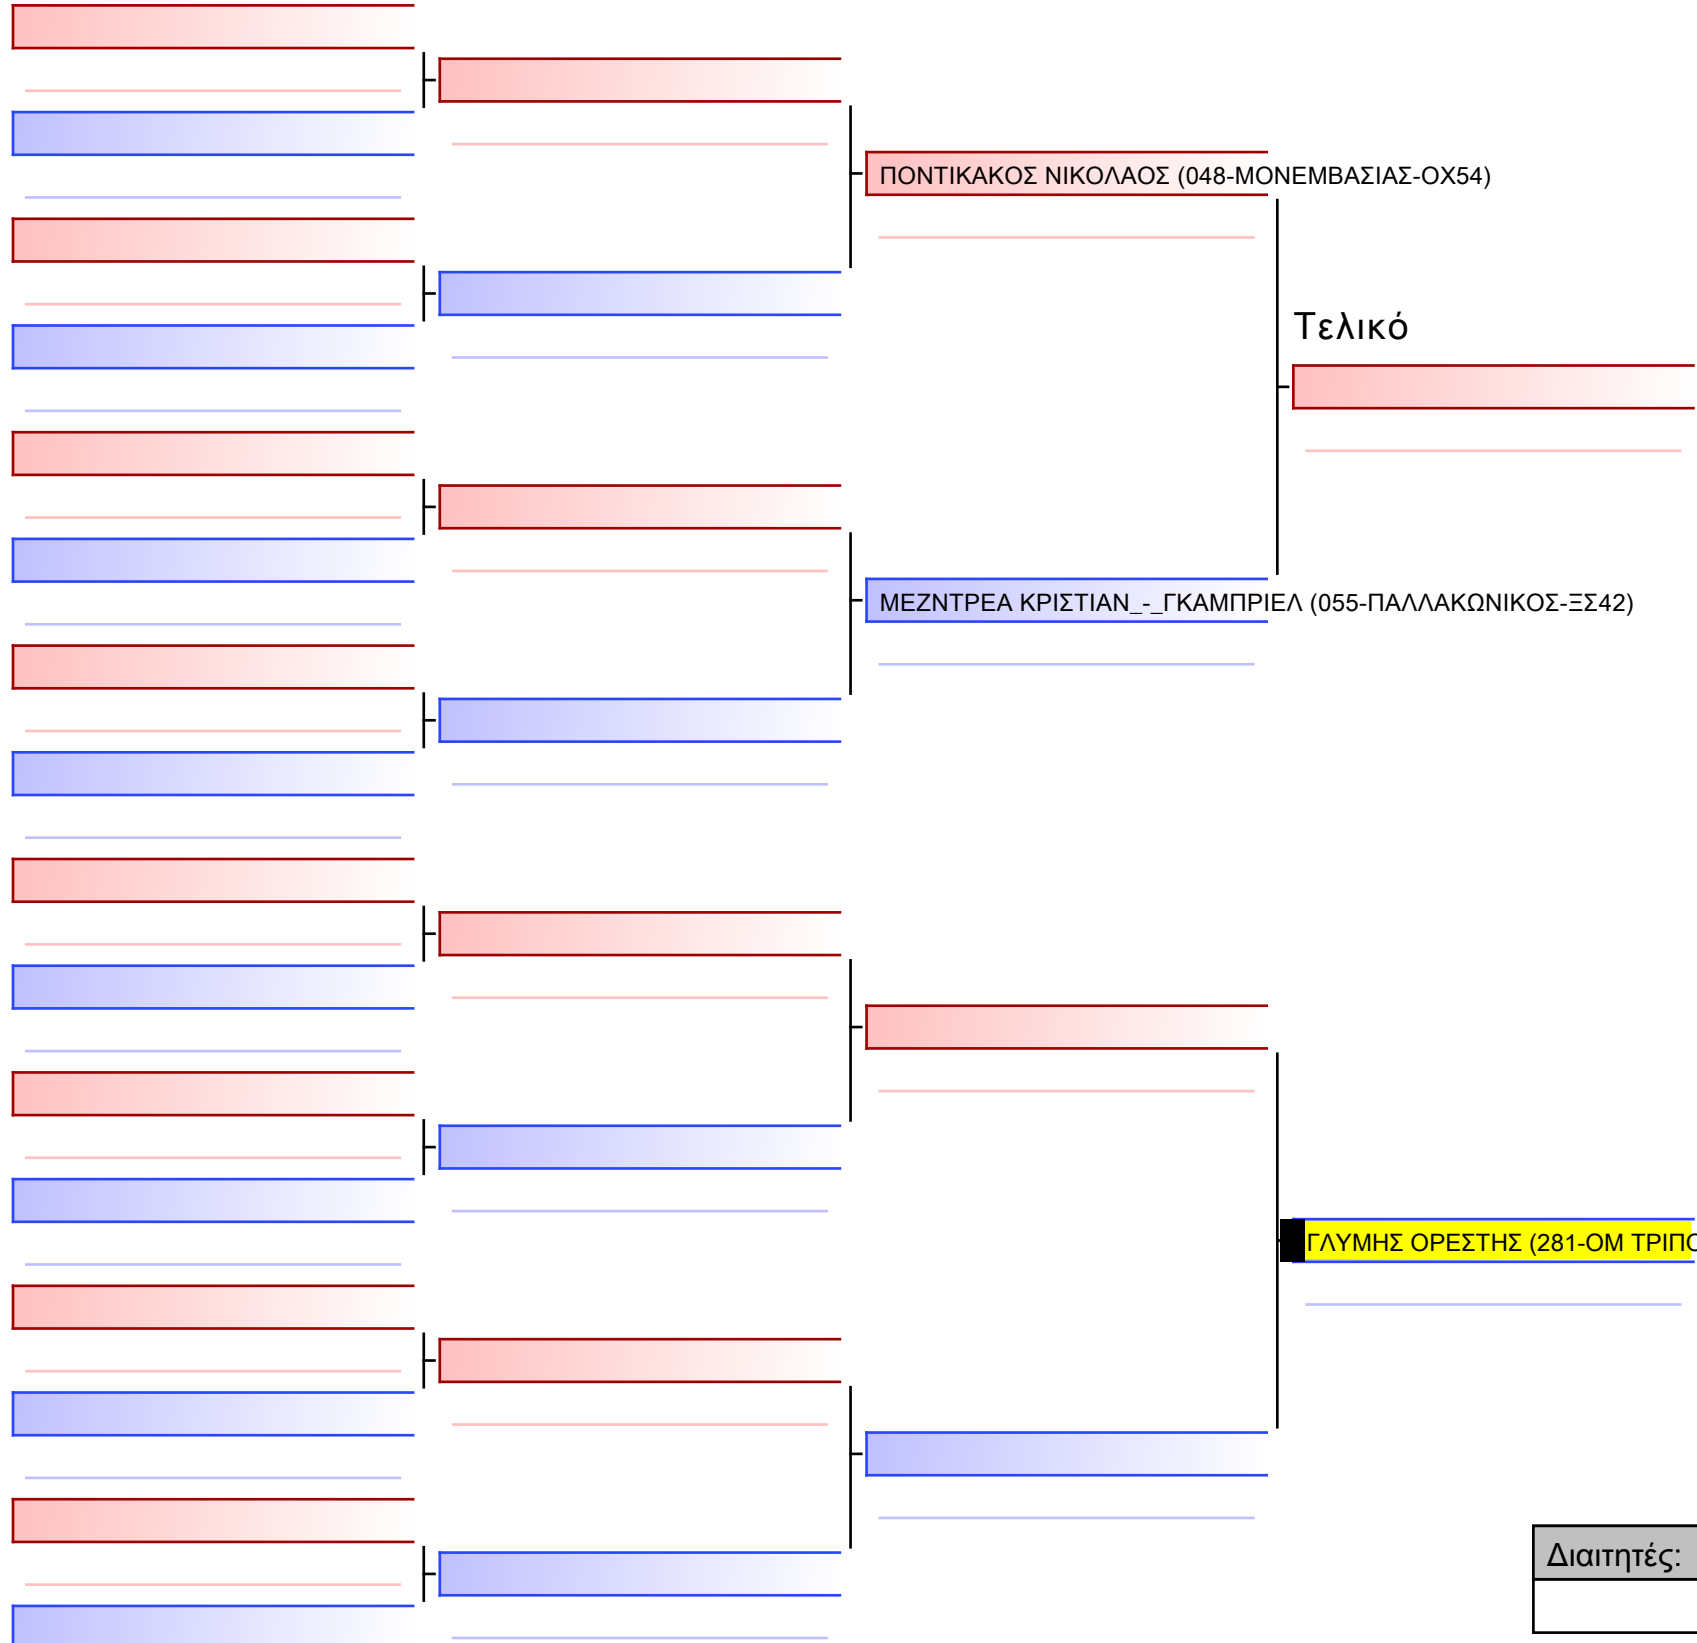 ΠΟΝΤΙΚΑΚΟΣ ΝΙΚΟΛΑΟΣ (048-ΜΟΝΕΜΒΑΣΙΑΣ-ΟΧ54)
Τελικό
ΜΕΖΝΤΡΕΑ ΚΡΙΣΤΙΑΝ_-_ΓΚΑΜΠΡΙΕΛ (055-ΠΑΛΛΑΚΩΝΙΚΟΣ-ΞΣ42)
ΓΛΥΜΗΣ ΟΡΕΣΤΗΣ (281-ΟΜ ΤΡΙΠΟ
Διαιτητές: